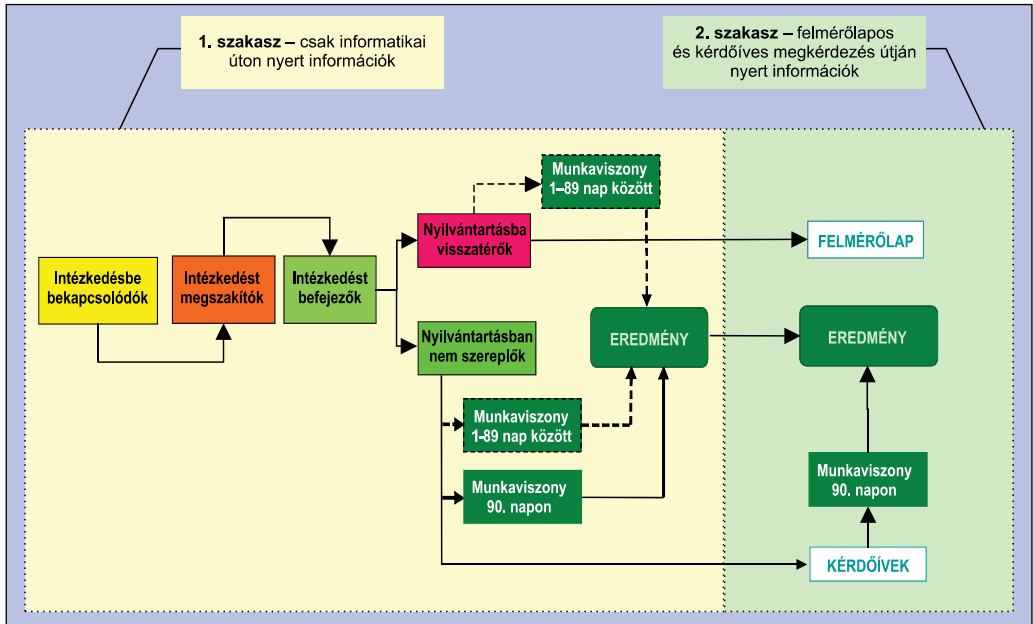 1. szakasz – csak informatikai
úton nyert információk
2. szakasz – felmérőlapos
és kérdőíves megkérdezés útján
nyert információk
Munkaviszony
1–89 nap között
Nyilvántartásba
visszatérők
FELMÉRŐLAP
Intézkedésbe
bekapcsolódók
Intézkedést
megszakítók
Intézkedést
befejezők
Nyilvántartásban
nem szereplők
EREDMÉNY
EREDMÉNY
Munkaviszony
1-89 nap között
Munkaviszony
90. napon
Munkaviszony
90. napon
KÉRDŐÍVEK